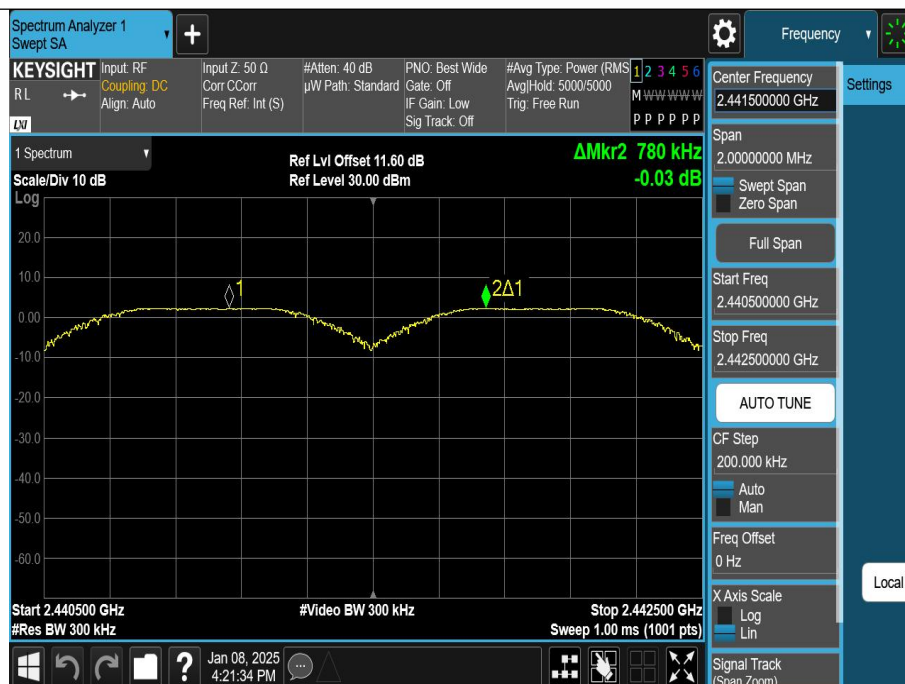 Spectrum Analyzer 1
Swept SA
Frequency
KEYSIGHT
RL
LXI
Input: RF
Coupling: DC
Align: Auto
Input Z: 50 Ω
Corr CCorr
Freq Ref: Int (S)
#Atten: 40 dB
µW Path: Standard
PNO: Best Wide
Gate: Off
IF Gain: Low
Sig Track: Off
#Avg Type: Power (RMS
Avg|Hold: 5000/5000
Trig: Free Run
1 2 3 4 5 6
M W W W W W
P P P P P P
1 Spectrum
Scale/Div 10 dB
Log
Ref Lvl Offset 11.60 dB
Ref Level 30.00 dBm
ΔMkr2 780 kHz
-0.03 dB
20.0
10.0
0.00
-10.0
-20.0
-30.0
-40.0
-50.0
-60.0
1
2Δ1
Start 2.440500 GHz
#Res BW 300 kHz
#Video BW 300 kHz
Stop 2.442500 GHz
Sweep 1.00 ms (1001 pts)
Jan 08, 2025
4:21:34 PM
Center Frequency
2.441500000 GHz
Settings
Span
2.00000000 MHz
Swept Span
Zero Span
Full Span
Start Freq
2.440500000 GHz
Stop Freq
2.442500000 GHz
AUTO TUNE
CF Step
200.000 kHz
Auto
Man
Freq Offset
0 Hz
Local
X Axis Scale
Log
Lin
Signal Track
(Span Zoom)